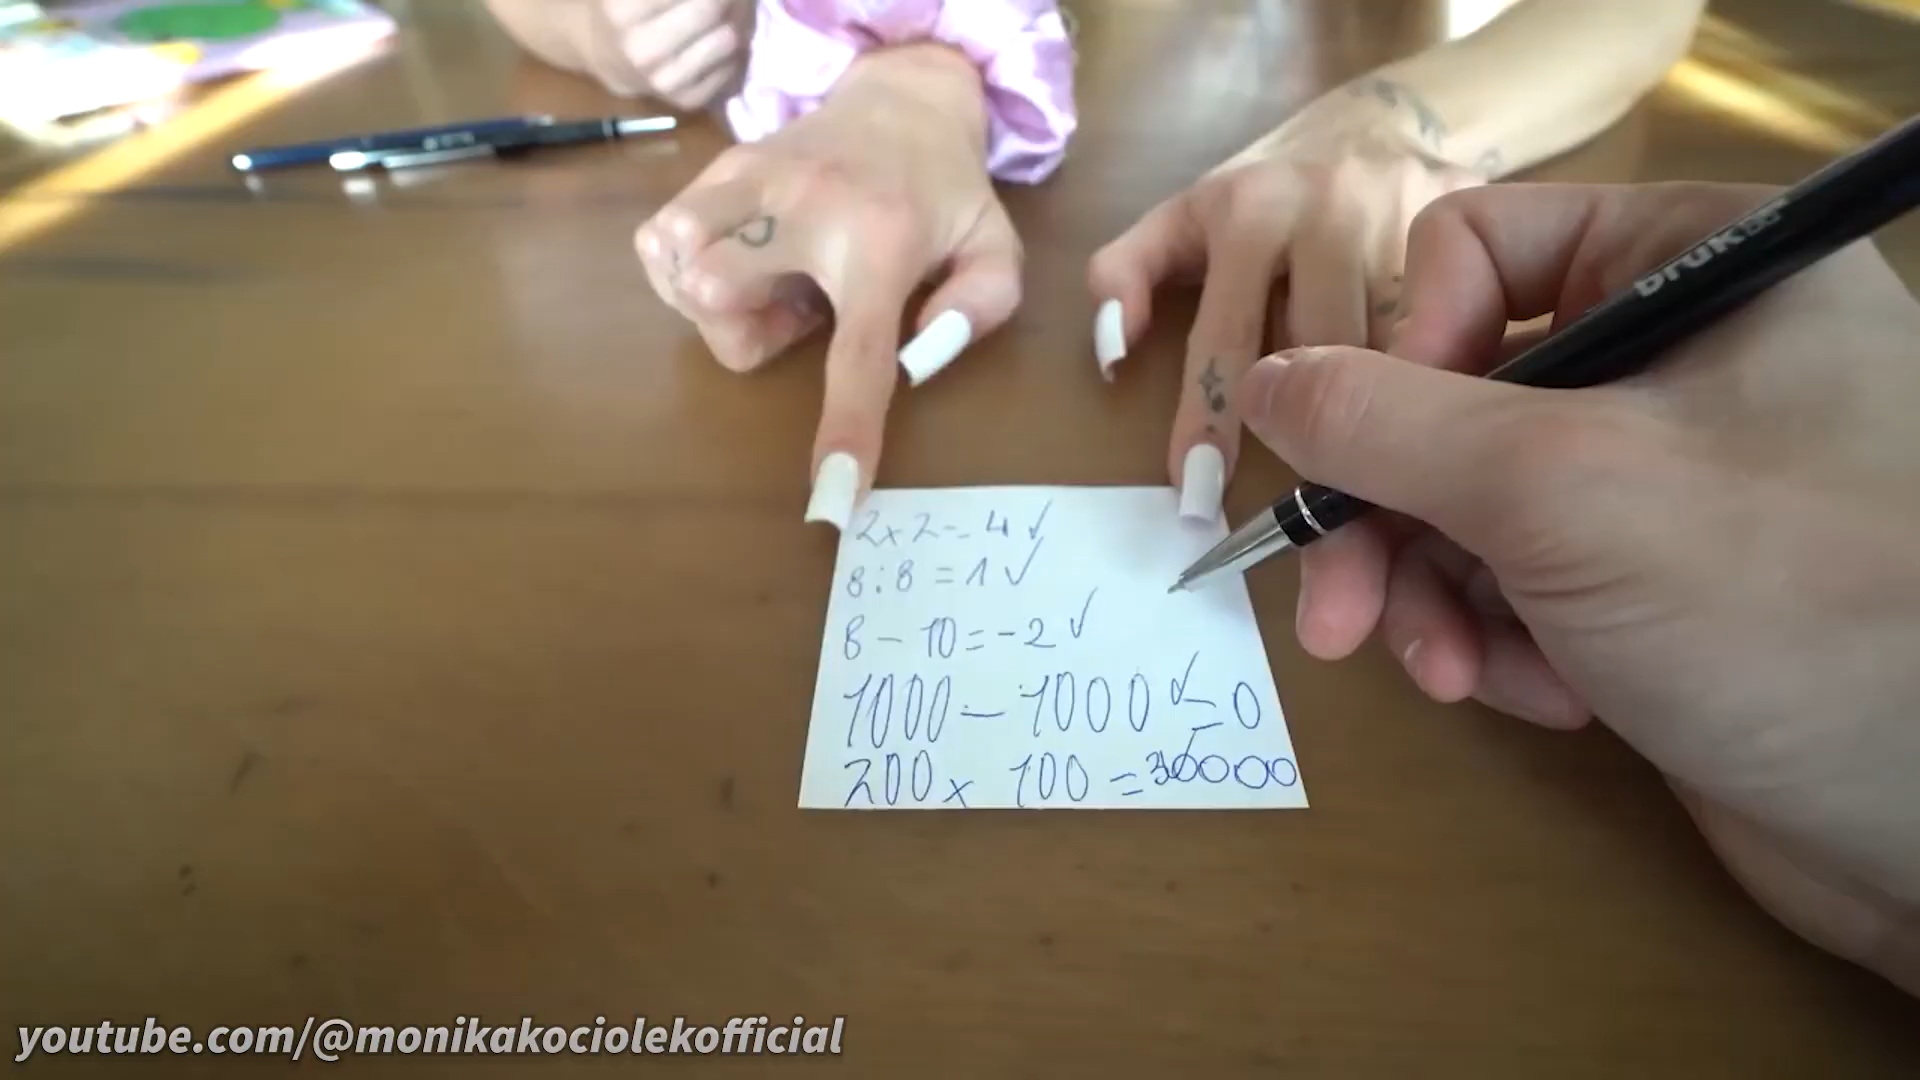 2x2=4 ✓
8:8=1 ✓
8-10=-2 ✓
1000-1000=0 ✓
200x100=30000
youtube.com/@monikakociolekofficial